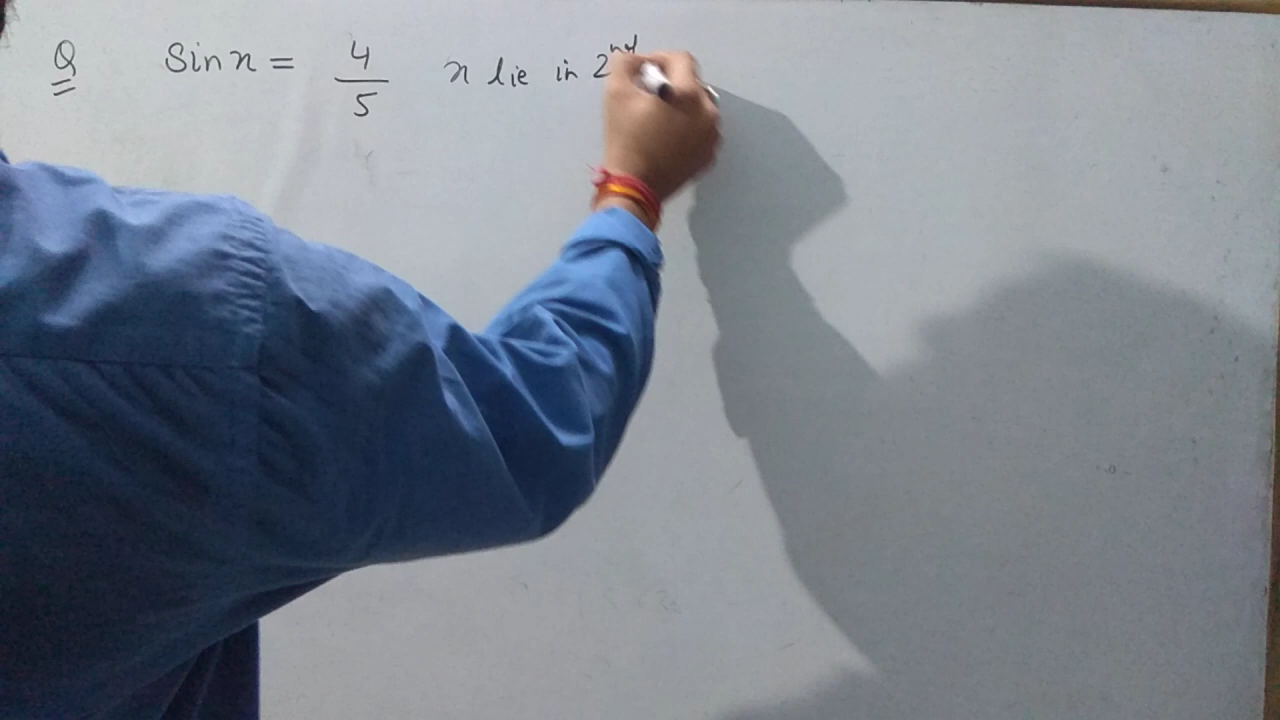 Q Sin x = 4/5 x lie in 2nd